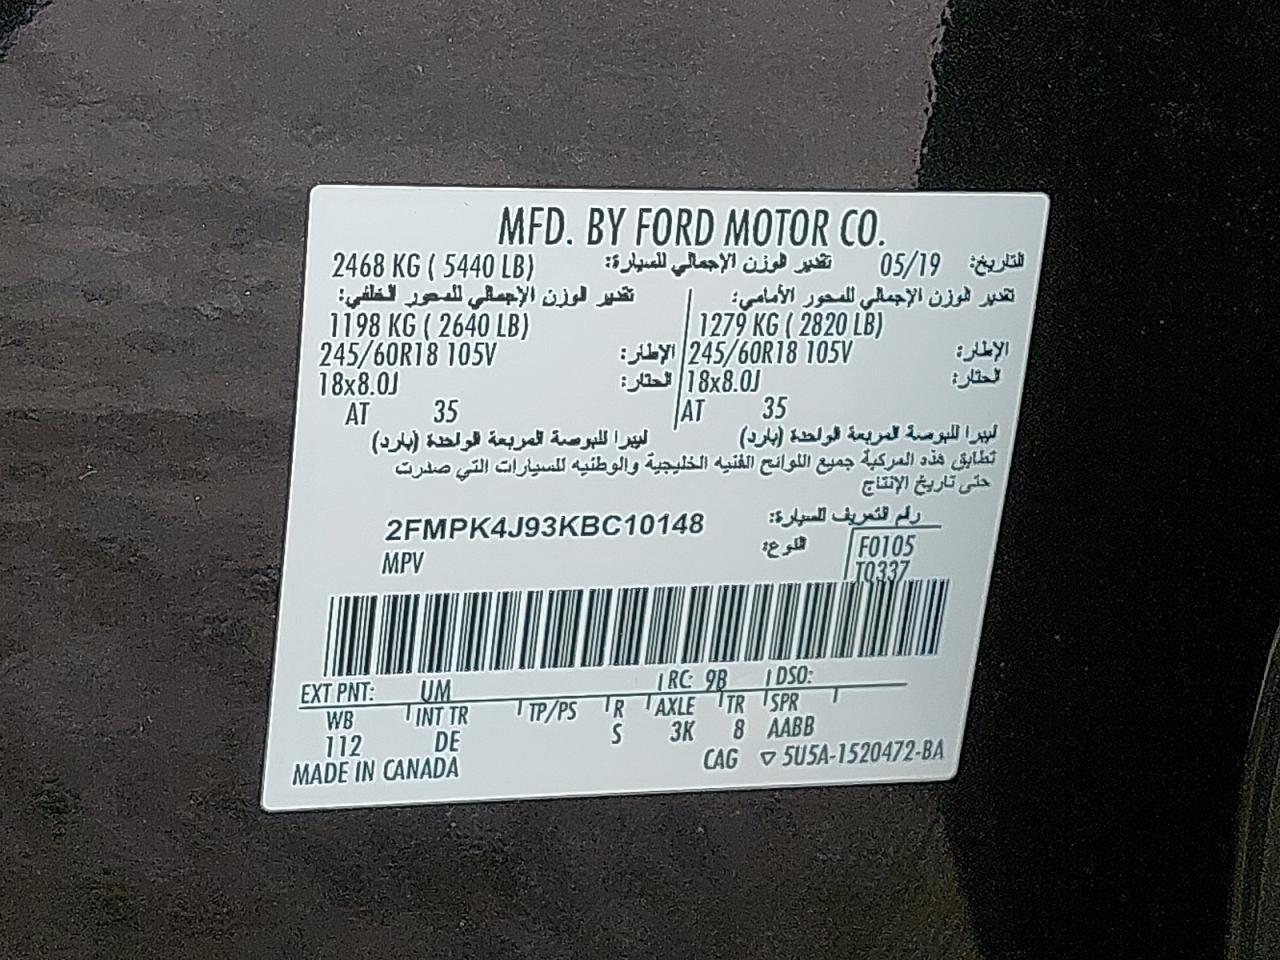 MFD. BY FORD MOTOR CO.
التاريخ: 05/19 تقدير الوزن الإجمالي للسيارة: 2468 KG ( 5440 LB)
تقدير الوزن الإجمالي للمحور الأمامي: تقدير الوزن الإجمالي للمحور الخلفي:
1198 KG ( 2640 LB) 1279 KG ( 2820 LB)
245/60R18 105V الإطار: 245/60R18 105V الإطار:
18x8.0J الحتار: 18x8.0J الحتار:
AT 35 AT 35
ليبرا للبوصة المربعة الواحدة (بارد) ليبرا للبوصة المربعة الواحدة (بارد)
تطابق هذه المركبة جميع اللوائح الفنيه الخليجية والوطنيه للسيارات التي صدرت
حتى تاريخ الإنتاج
رقم التعريف للسيارة: 2FMPK4J93KBC10148
النوع: MPV F0105
T0337
EXT PNT: UM RC: 9B DSO:
WB INT TR TP/PS R AXLE TR SPR
112 DE S 3K 8 AABB
MADE IN CANADA CAG ▽ 5U5A-1520472-BA